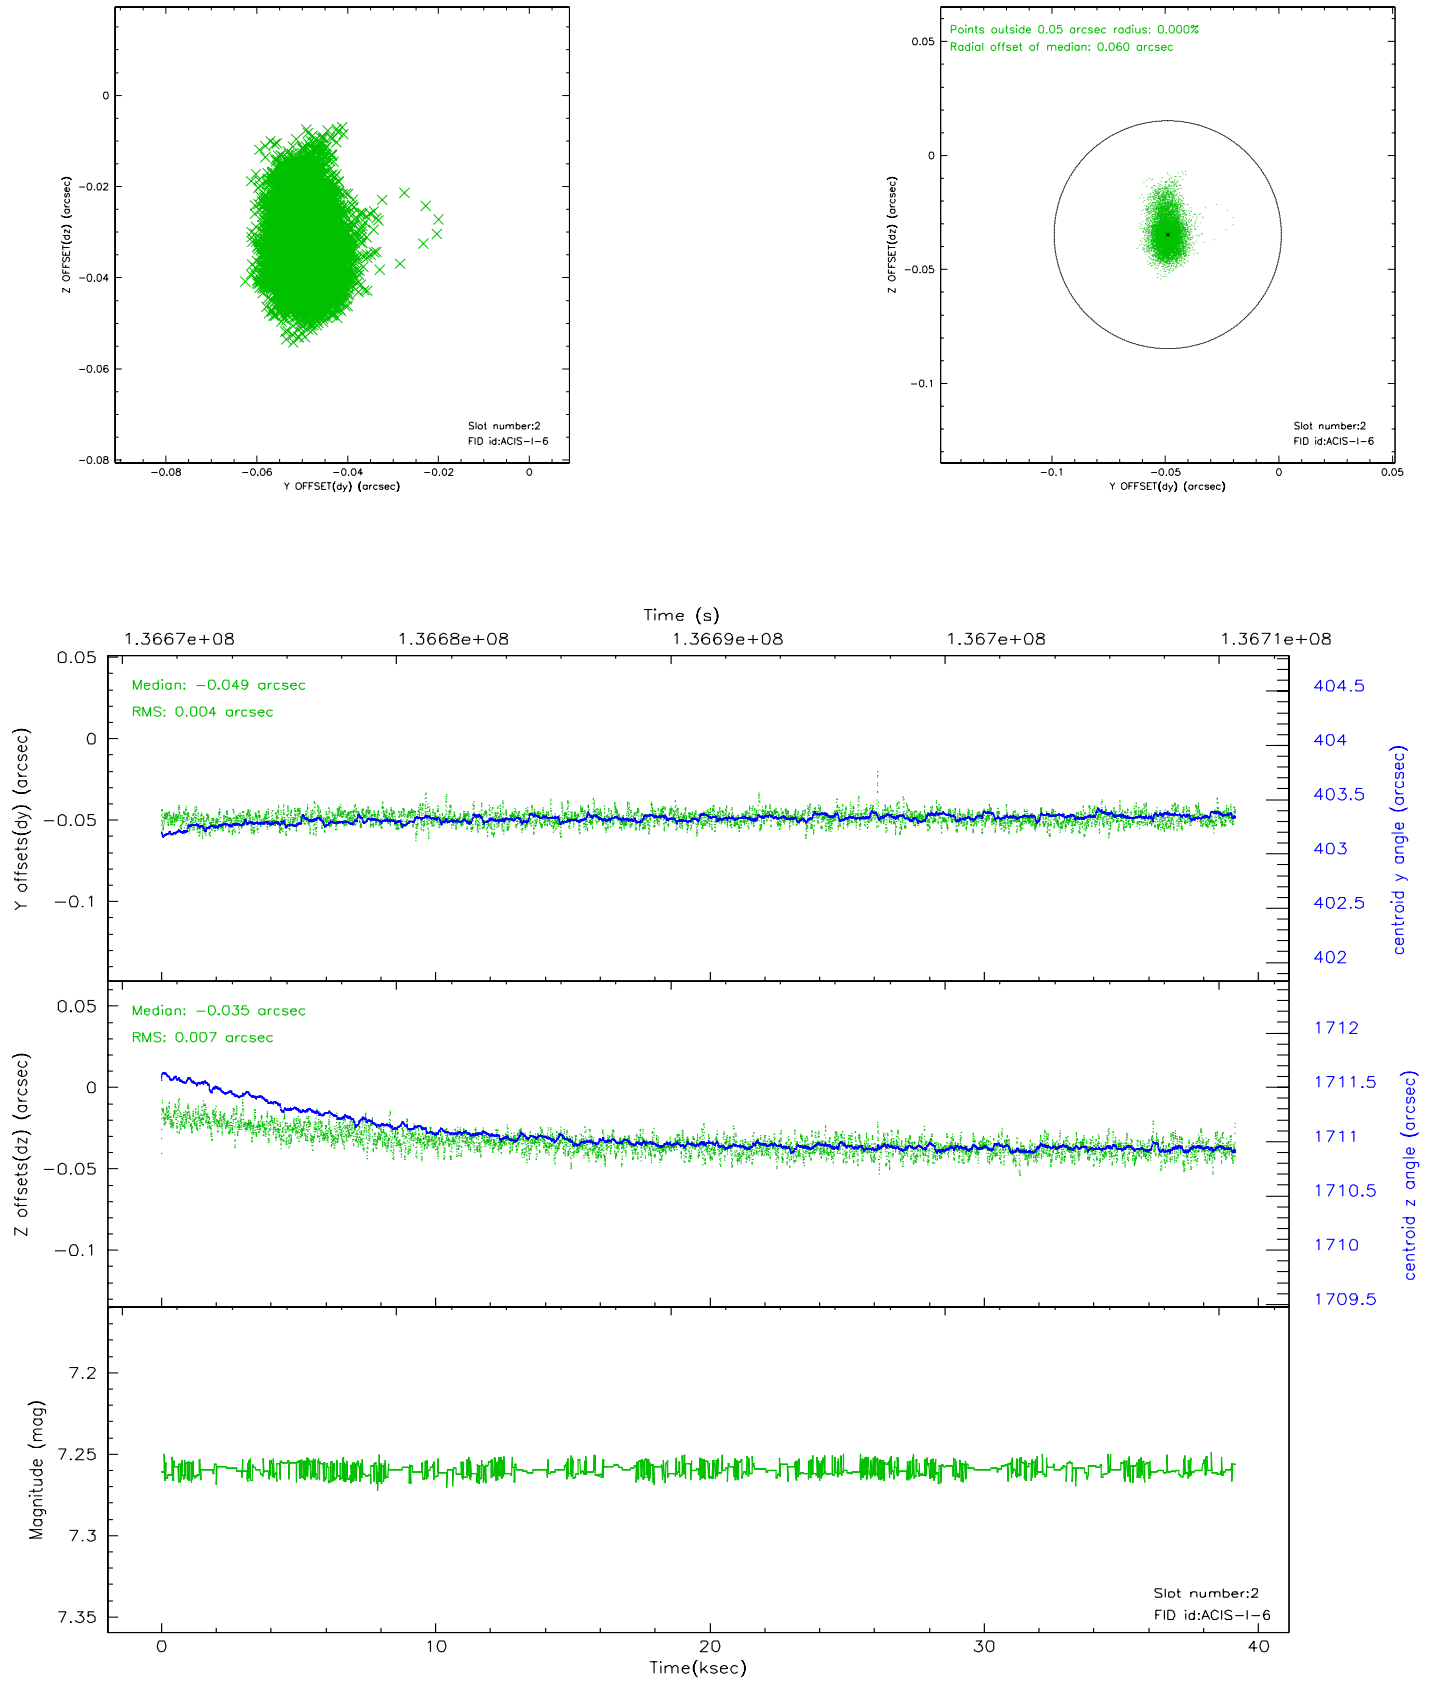 0
-0.02
-0.04
-0.06
-0.08
Z OFFSET(dz) (arcsec)
-0.08 -0.06 -0.04 -0.02 0
Y OFFSET(dy) (arcsec)
Slot number:2
FID id:ACIS-I-6
Points outside 0.05 arcsec radius: 0.000%
Radial offset of median: 0.060 arcsec
0.05
0
-0.05
-0.1
Z OFFSET(dz) (arcsec)
-0.1 -0.05 0 0.05
Y OFFSET(dy) (arcsec)
Slot number:2
FID id:ACIS-I-6
Time (s)
1.3667e+08 1.3668e+08 1.3669e+08 1.367e+08 1.3671e+08
Median: -0.049 arcsec
RMS: 0.004 arcsec
0.05
0
-0.05
-0.1
Y offsets(dy) (arcsec)
404.5
404
403.5
403
402.5
402
centroid y angle (arcsec)
Median: -0.035 arcsec
RMS: 0.007 arcsec
0.05
0
-0.05
-0.1
Z offsets(dz) (arcsec)
1712
1711.5
1711
1710.5
1710
1709.5
centroid z angle (arcsec)
7.2
7.25
7.3
7.35
Magnitude (mag)
Slot number:2
FID id:ACIS-I-6
0 10 20 30 40
Time(ksec)